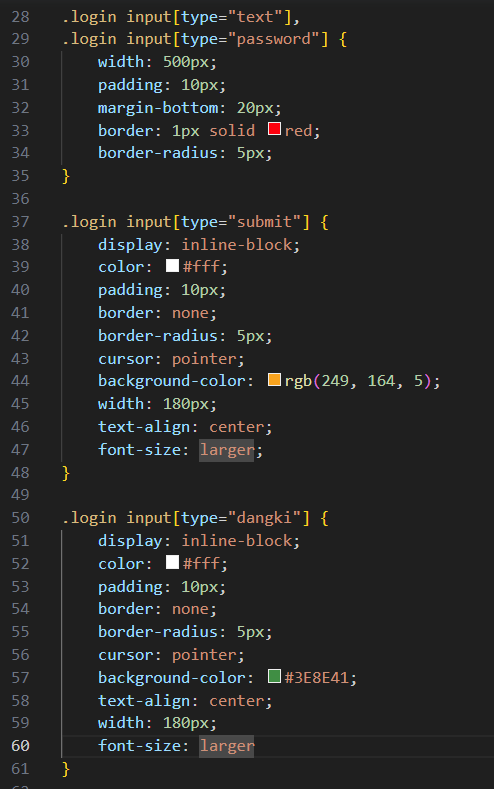 28 .login input[type="text"],
29 .login input[type="password"] {
30     width: 500px;
31     padding: 10px;
32     margin-bottom: 20px;
33     border: 1px solid red;
34     border-radius: 5px;
35 }
36
37 .login input[type="submit"] {
38     display: inline-block;
39     color: #fff;
40     padding: 10px;
41     border: none;
42     border-radius: 5px;
43     cursor: pointer;
44     background-color: rgb(249, 164, 5);
45     width: 180px;
46     text-align: center;
47     font-size: larger;
48 }
49
50 .login input[type="dangki"] {
51     display: inline-block;
52     color: #fff;
53     padding: 10px;
54     border: none;
55     border-radius: 5px;
56     cursor: pointer;
57     background-color: #3E8E41;
58     text-align: center;
59     width: 180px;
60     font-size: larger
61 }